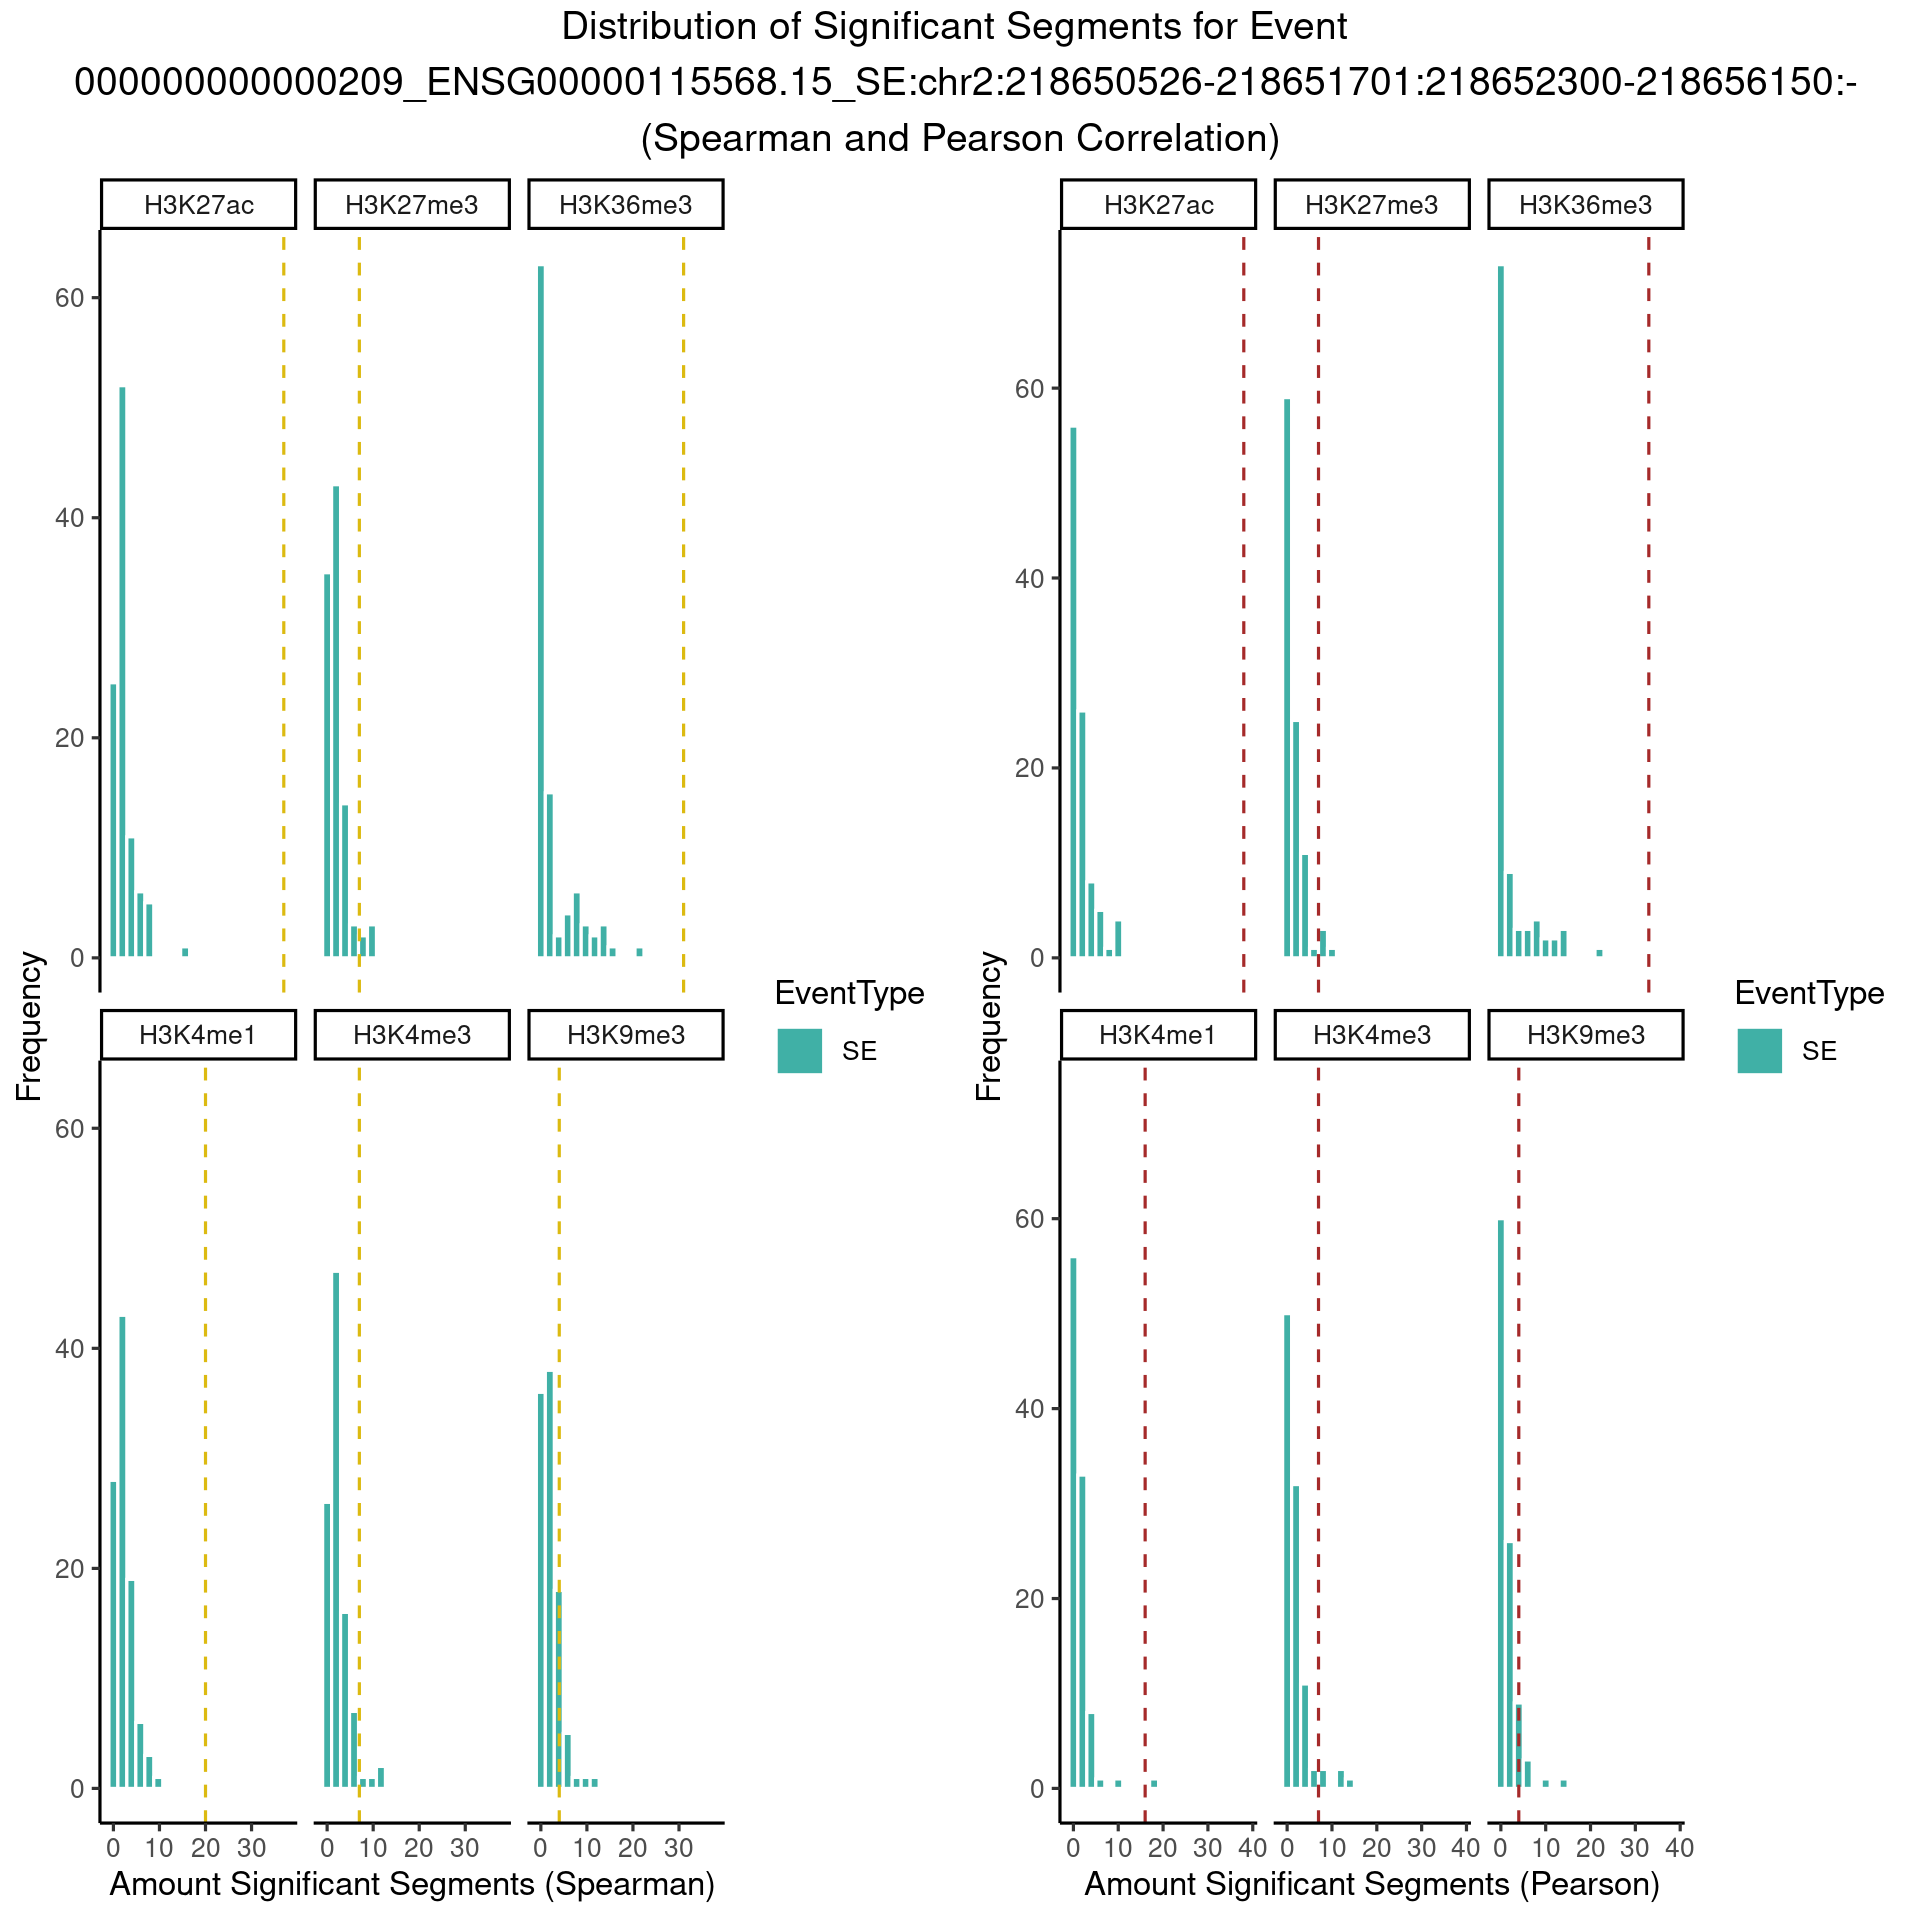 Distribution of Significant Segments for Event
000000000000209_ENSG00000115568.15_SE:chr2:218650526-218651701:218652300-218656150:-
(Spearman and Pearson Correlation)
H3K27ac H3K27me3 H3K36me3
60
40
20
0
H3K4me1 H3K4me3 H3K9me3
60
40
20
0
0 10 20 30 0 10 20 30 0 10 20 30
Amount Significant Segments (Spearman)
Frequency
EventType
SE
H3K27ac H3K27me3 H3K36me3
60
40
20
0
H3K4me1 H3K4me3 H3K9me3
60
40
20
0
0 10 20 30 40 0 10 20 30 40 0 10 20 30 40
Amount Significant Segments (Pearson)
Frequency
EventType
SE